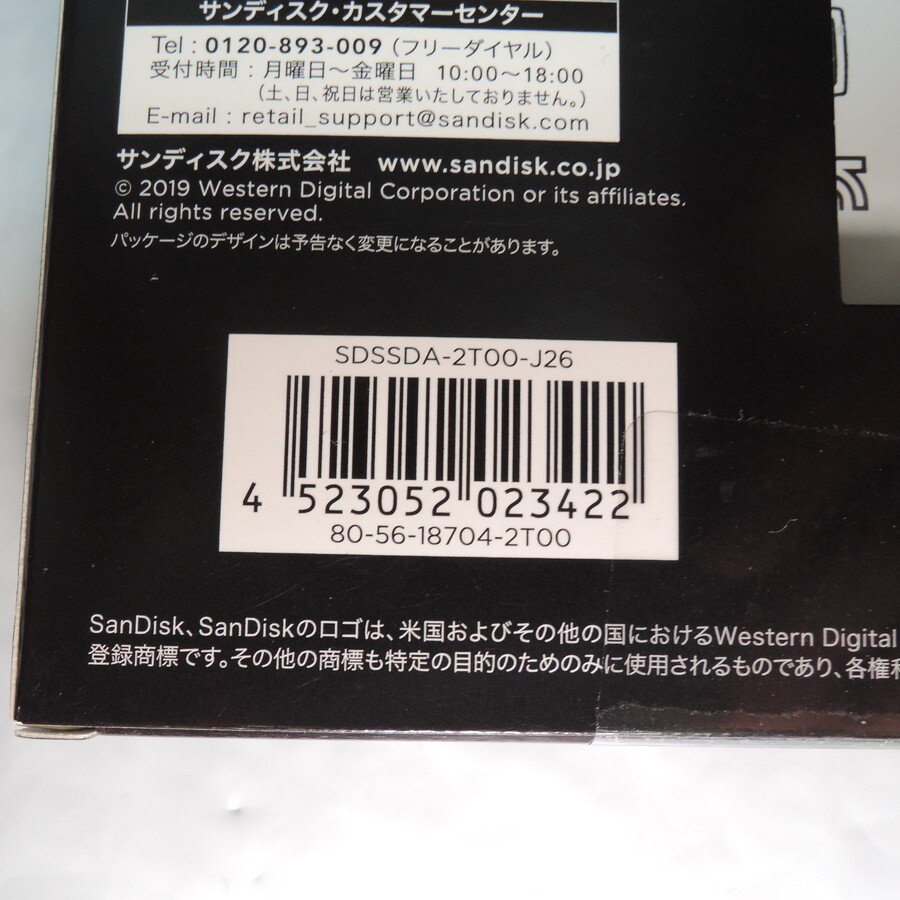 サンディスク・カスタマーセンター
Tel : 0120-893-009 (フリーダイヤル)
受付時間 : 月曜日〜金曜日 10:00〜18:00
(土、日、祝日は営業いたしておりません。)
E-mail : retail_support@sandisk.com
サンディスク株式会社 www.sandisk.co.jp
© 2019 Western Digital Corporation or its affiliates.
All rights reserved.
パッケージのデザインは予告なく変更になることがあります。
SDSSDA-2T00-J26
4 523052 023422
80-56-18704-2T00
SanDisk、SanDiskのロゴは、米国およびその他の国におけるWestern Digital
登録商標です。その他の商標も特定の目的のためのみに使用されるものであり、各権利